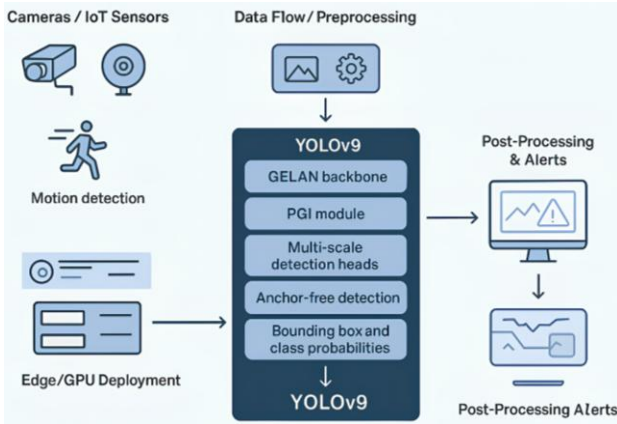 Cameras / IoT Sensors
Data Flow/Preprocessing
Motion detection
Edge/GPU Deployment
YOLOv9
GELAN backbone
PGI module
Multi-scale
detection heads
Anchor-free detection
Bounding box and
class probabilities
YOLOv9
Post-Processing
& Alerts
Post-Processing Alerts